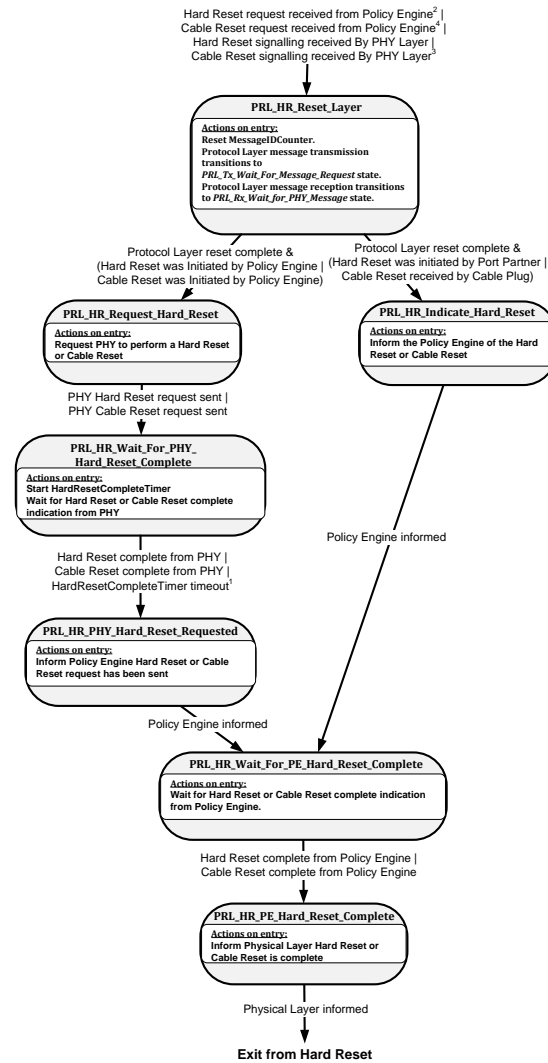 Hard Reset request received from Policy Engine² |
Cable Reset request received from Policy Engine⁴ |
Hard Reset signalling received By PHY Layer |
Cable Reset signalling received By PHY Layer³
PRL_HR_Reset_Layer
Actions on entry:
Reset MessageIDCounter.
Protocol Layer message transmission
transitions to
PRL_Tx_Wait_For_Message_Request state.
Protocol Layer message reception transitions
to PRL_Rx_Wait_for_PHY_Message state.
Protocol Layer reset complete &
(Hard Reset was Initiated by Policy Engine |
Cable Reset was Initiated by Policy Engine)
Protocol Layer reset complete &
(Hard Reset was initiated by Port Partner |
Cable Reset received by Cable Plug)
PRL_HR_Request_Hard_Reset
Actions on entry:
Request PHY to perform a Hard Reset
or Cable Reset
PRL_HR_Indicate_Hard_Reset
Actions on entry:
Inform the Policy Engine of the Hard
Reset or Cable Reset
PHY Hard Reset request sent |
PHY Cable Reset request sent
PRL_HR_Wait_For_PHY_
Hard_Reset_Complete
Actions on entry:
Start HardResetCompleteTimer
Wait for Hard Reset or Cable Reset complete
indication from PHY
Policy Engine informed
Hard Reset complete from PHY |
Cable Reset complete from PHY |
HardResetCompleteTimer timeout¹
PRL_HR_PHY_Hard_Reset_Requested
Actions on entry:
Inform Policy Engine Hard Reset or Cable
Reset request has been sent
Policy Engine informed
PRL_HR_Wait_For_PE_Hard_Reset_Complete
Actions on entry:
Wait for Hard Reset or Cable Reset complete indication
from Policy Engine.
Hard Reset complete from Policy Engine |
Cable Reset complete from Policy Engine
PRL_HR_PE_Hard_Reset_Complete
Actions on entry:
Inform Physical Layer Hard Reset or
Cable Reset is complete
Physical Layer informed
Exit from Hard Reset